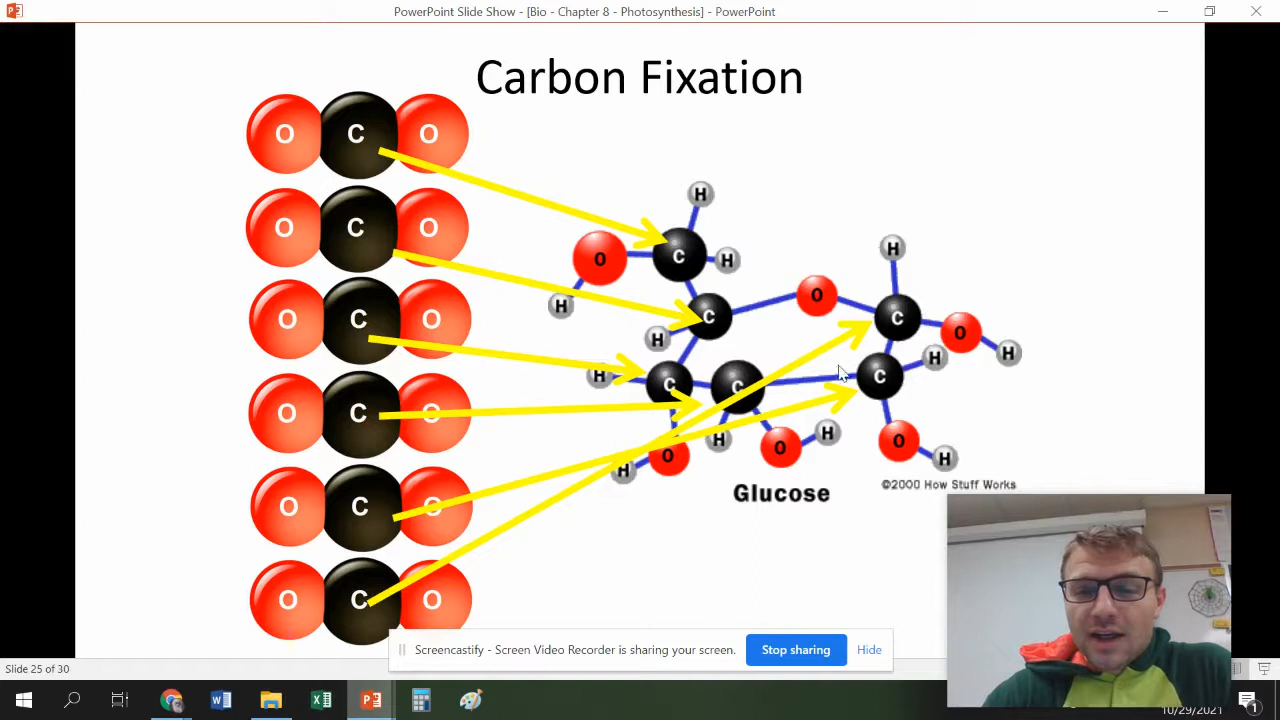 PowerPoint Slide Show - [Bio - Chapter 8 - Photosynthesis] - PowerPoint
Carbon Fixation
O C O
O C O
O C O
O C O
O C O
O C O
H
O C H H
H C O C O H
H
H C C C H
H
O H O H O H
H
Glucose
©2000 How Stuff Works
Screencastify - Screen Video Recorder is sharing your screen. Stop sharing Hide
Slide 25 of 30
10/29/2021
1